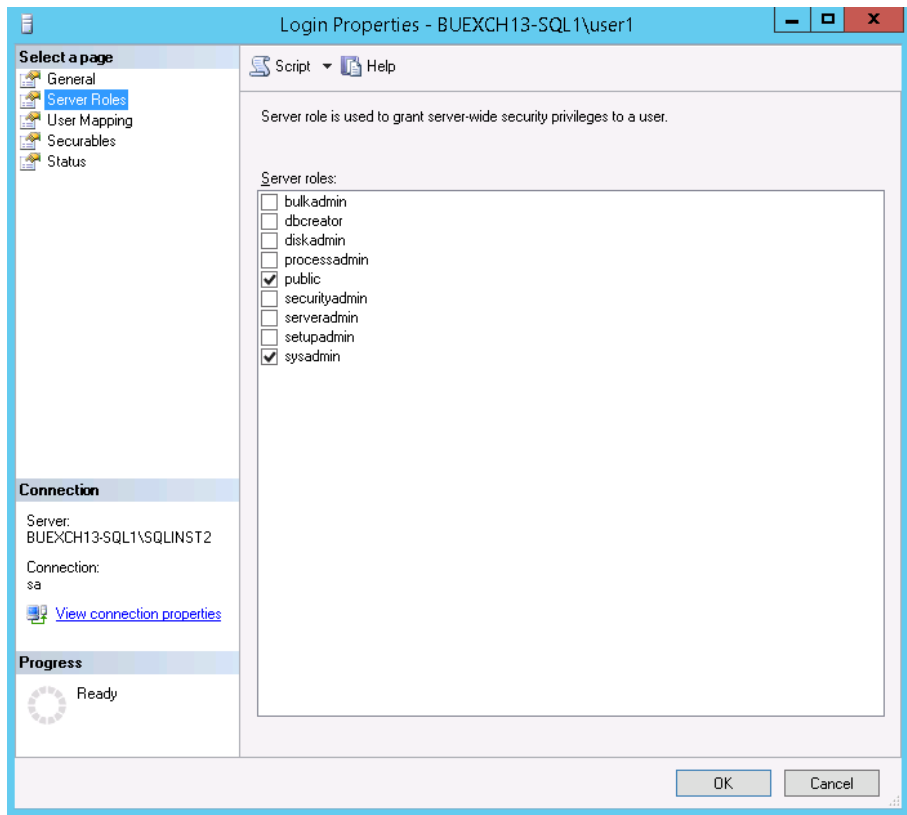 Login Properties - BUEXCH13-SQL1\user1
Select a page
General
Server Roles
User Mapping
Securables
Status
Script
Help
Server role is used to grant server-wide security privileges to a user.
Server roles:
bulkadmin
dbcreator
diskadmin
processadmin
public
securityadmin
serveradmin
setupadmin
sysadmin
Connection
Server:
BUEXCH13-SQL1\SQLINST2
Connection:
sa
View connection properties
Progress
Ready
OK
Cancel